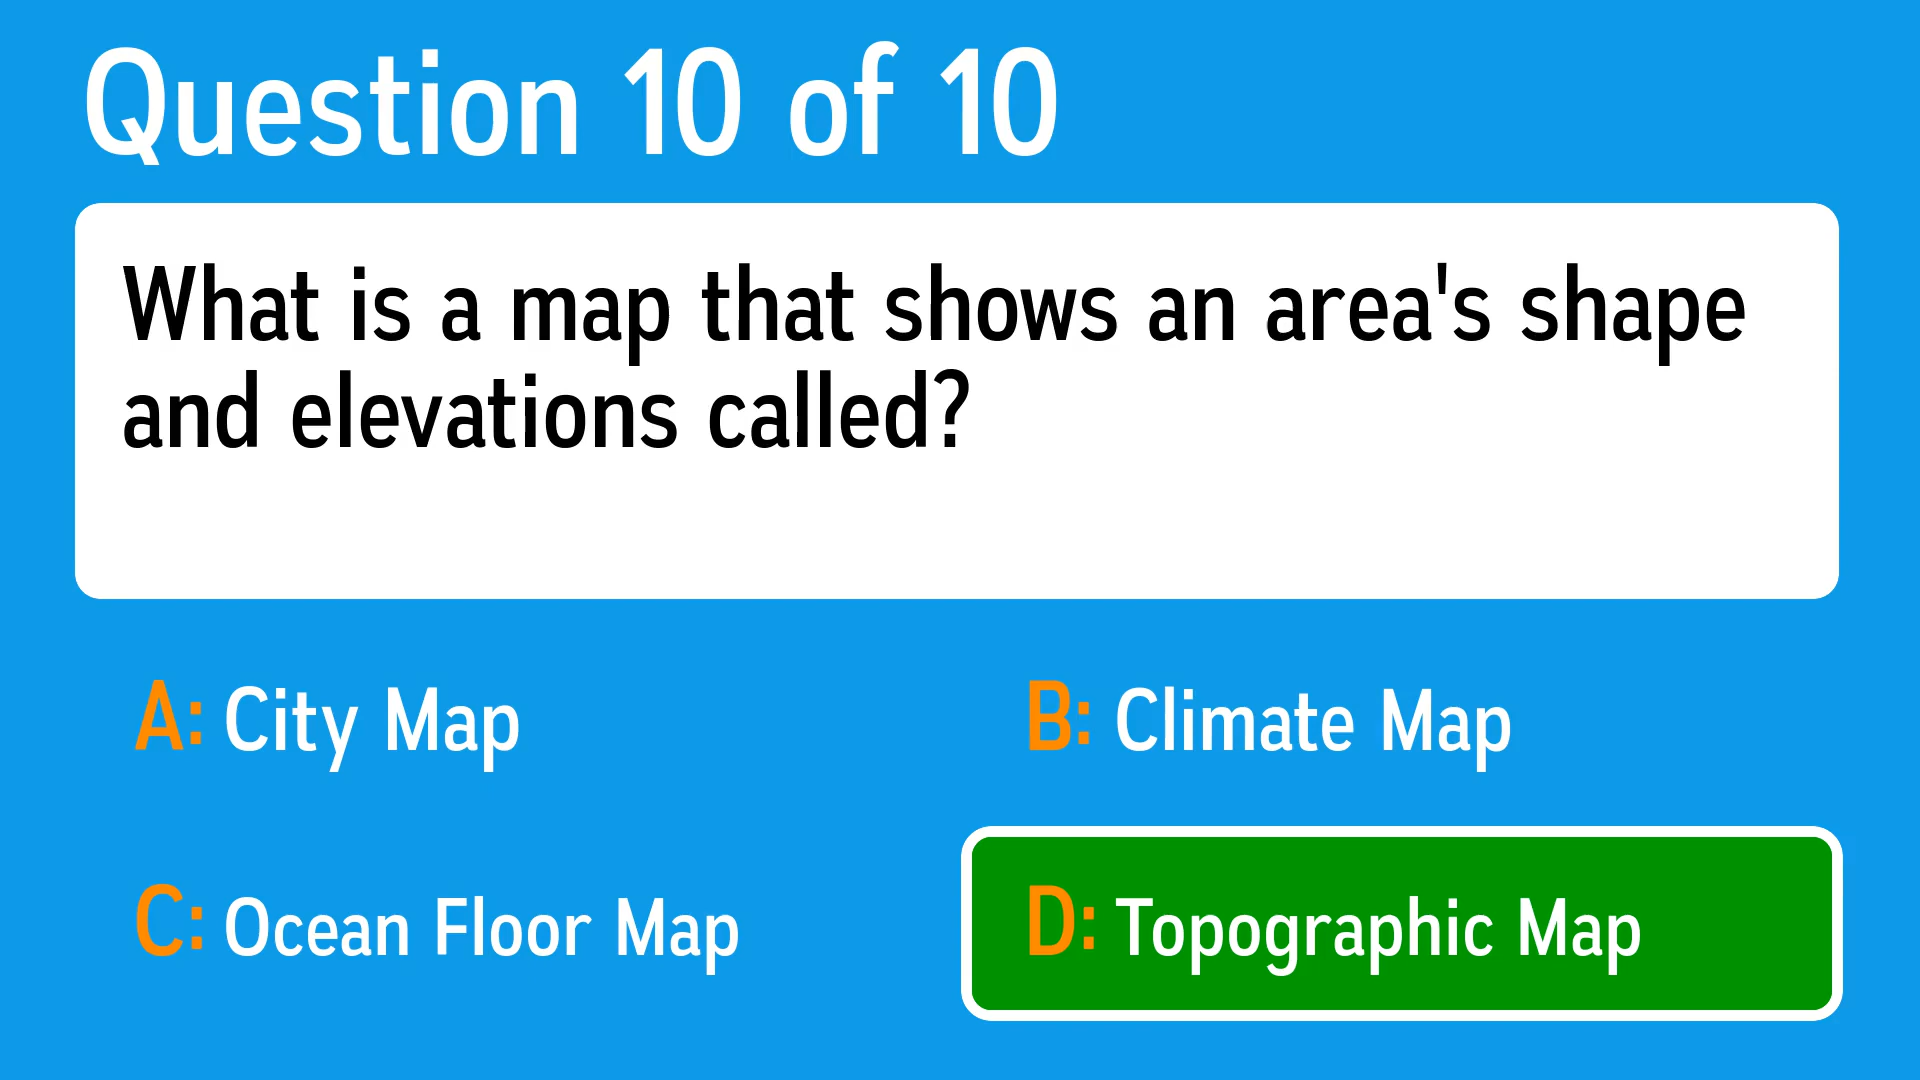 Question 10 of 10
What is a map that shows an area's shape
and elevations called?
A: City Map
B: Climate Map
C: Ocean Floor Map
D: Topographic Map